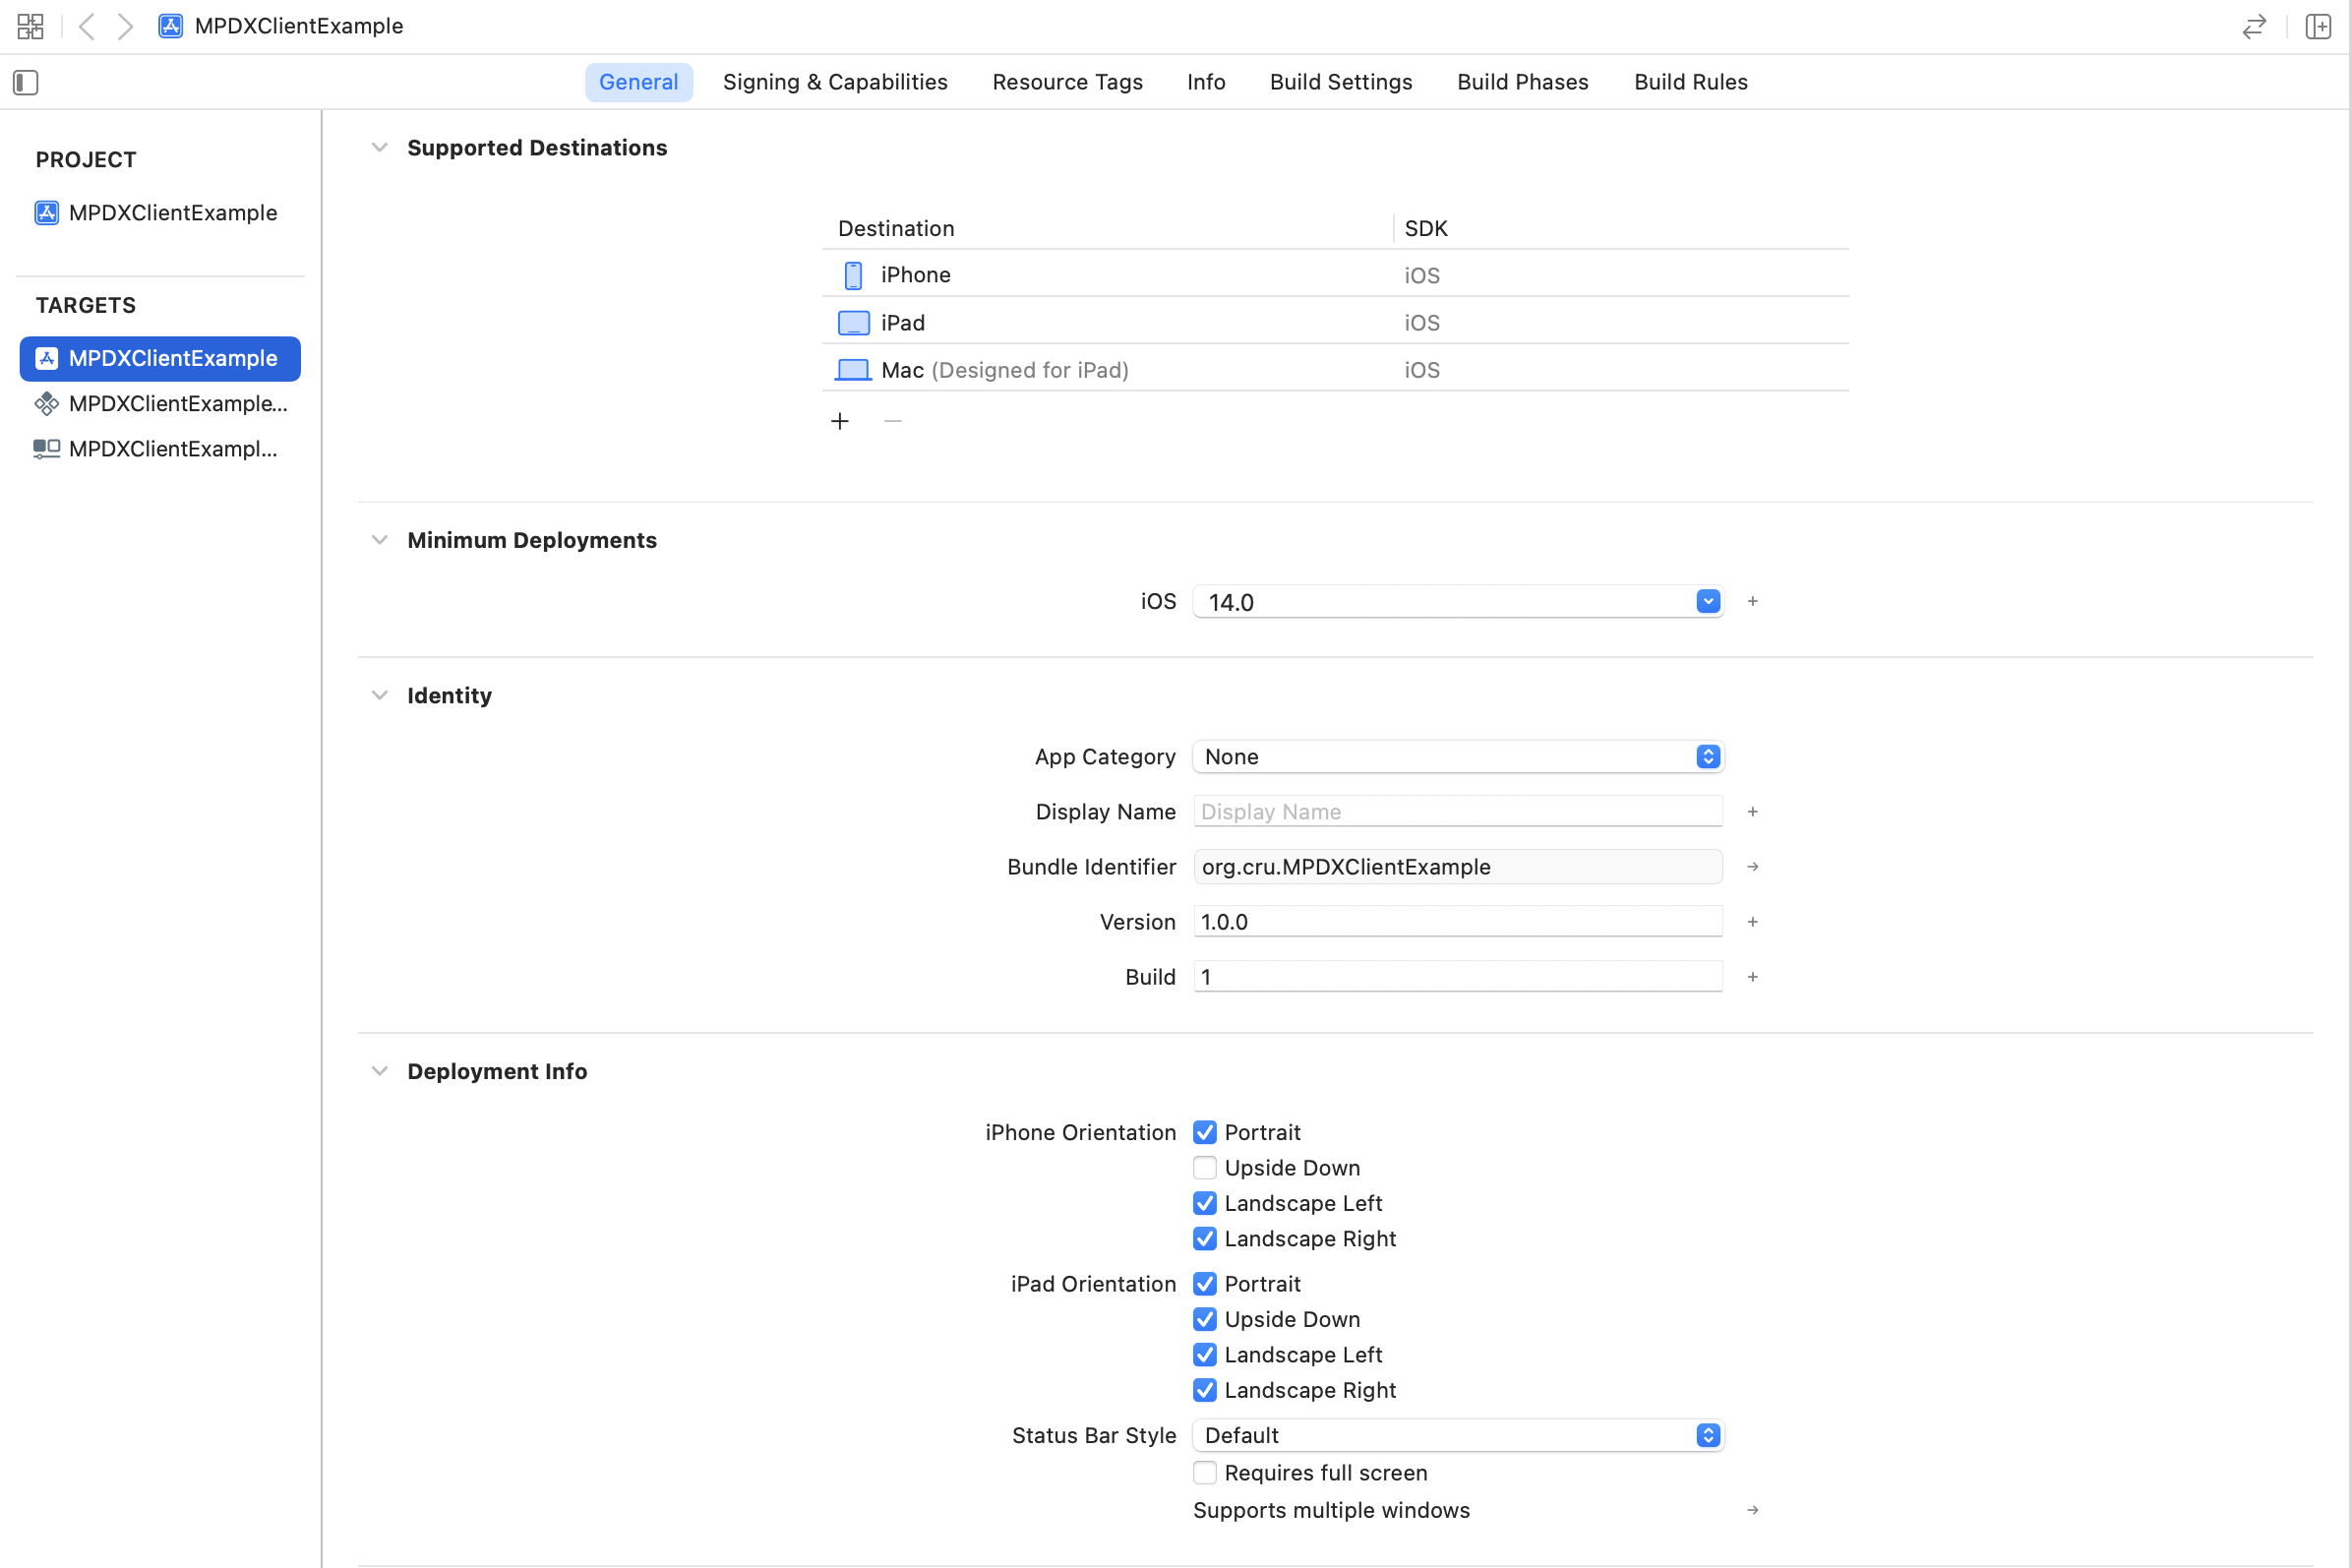 MPDXClientExample
General Signing & Capabilities Resource Tags Info Build Settings Build Phases Build Rules
PROJECT
MPDXClientExample
TARGETS
MPDXClientExample
MPDXClientExample...
MPDXClientExampl...
Supported Destinations
Destination SDK
iPhone iOS
iPad iOS
Mac (Designed for iPad) iOS
Minimum Deployments
iOS 14.0
Identity
App Category None
Display Name Display Name
Bundle Identifier org.cru.MPDXClientExample
Version 1.0.0
Build 1
Deployment Info
iPhone Orientation Portrait
Upside Down
Landscape Left
Landscape Right
iPad Orientation Portrait
Upside Down
Landscape Left
Landscape Right
Status Bar Style Default
Requires full screen
Supports multiple windows